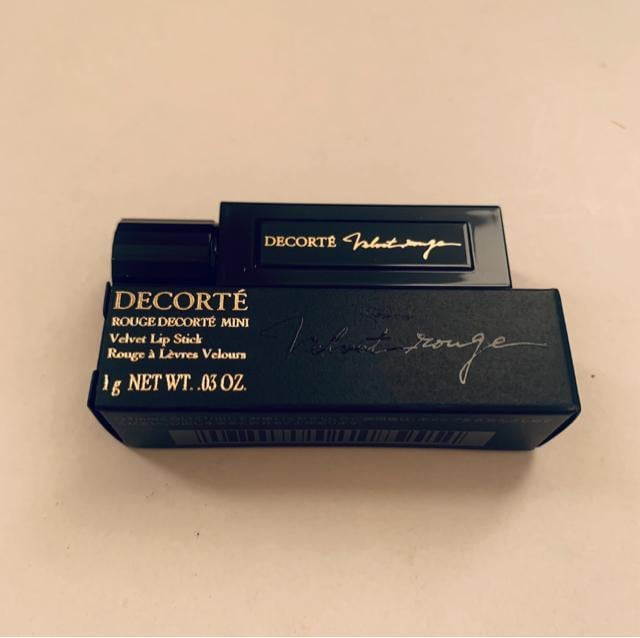 DECORTÉ Velvet rouge
DECORTÉ
ROUGE DECORTÉ MINI
Velvet Lip Stick
Rouge à Lèvres Velours
1 g NET WT. .03 OZ.
Velvet rouge